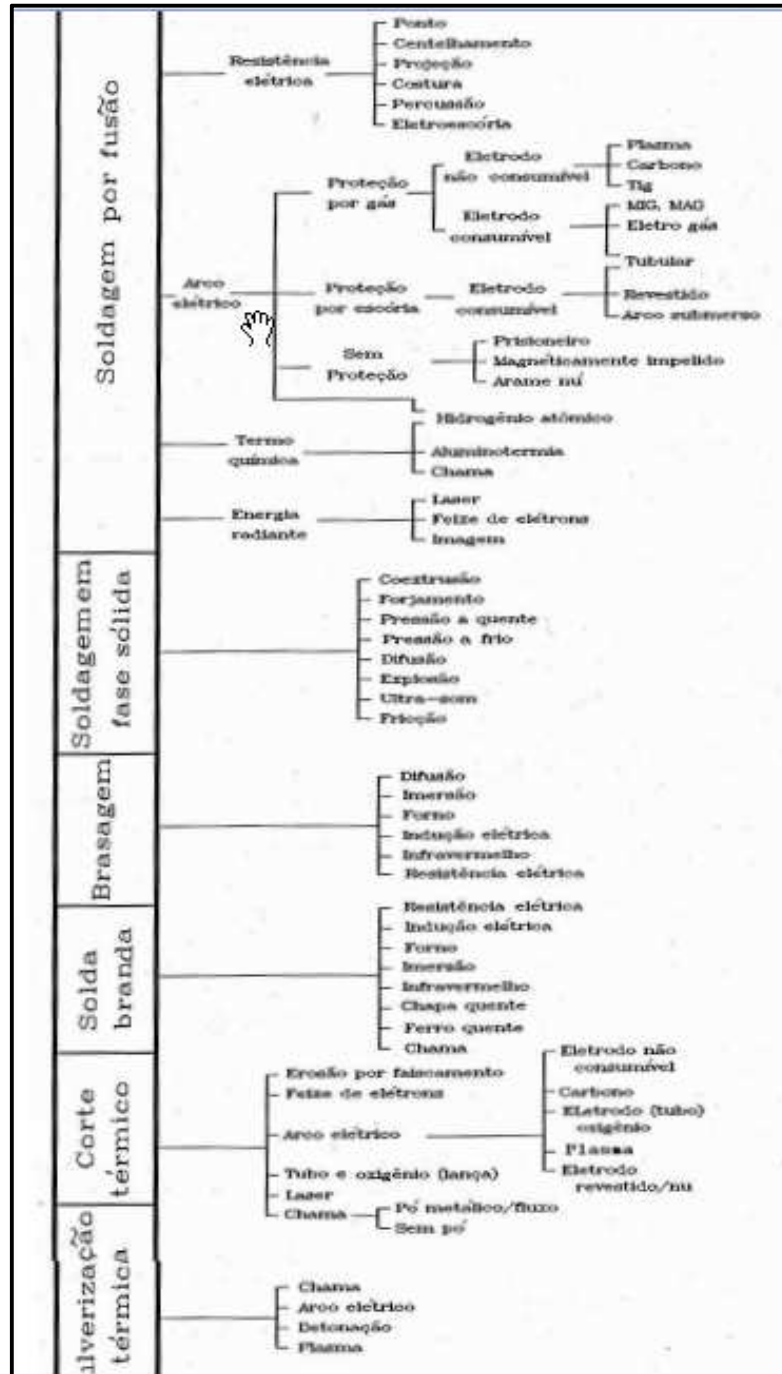 Soldagem por fusão
Resistência
elétrica
Ponto
Centelhamento
Projeção
Costura
Percussão
Eletroescória
Arco
elétrico
Proteção
por gás
Eletrodo
não consumível
Plasma
Carbono
Tig
Eletrodo
consumível
MIG, MAG
Eletro gás
Proteção
por escória
Eletrodo
consumível
Tubular
Revestido
Arco submerso
Sem
Proteção
Prisioneiro
Magnéticamente impelido
Arame nú
Hidrogênio atômico
Termo
química
Aluminotermia
Chama
Energia
radiante
Laser
Feixe de elétrons
Imagem
Soldagem em
fase sólida
Coextrusão
Forjamento
Pressão a quente
Pressão a frio
Difusão
Explosão
Ultra-som
Fricção
Brasagem
Difusão
Imersão
Forno
Indução elétrica
Infravermelho
Resistência elétrica
Solda
branda
Resistência elétrica
Indução elétrica
Forno
Imersão
Infravermelho
Chapa quente
Ferro quente
Chama
Corte
térmico
Erosão por faiscamento
Feixe de elétrons
Arco elétrico
Eletrodo não
consumível
Carbono
ELetrodo (tubo)
oxigênio
Plasma
Eletrodo
revestido/nu
Tubo e oxigênio (lança)
Laser
Chama
Pó metálico/fluxo
Sem pó
ulverização
térmica
Chama
Arco elétrico
Detonação
Plasma